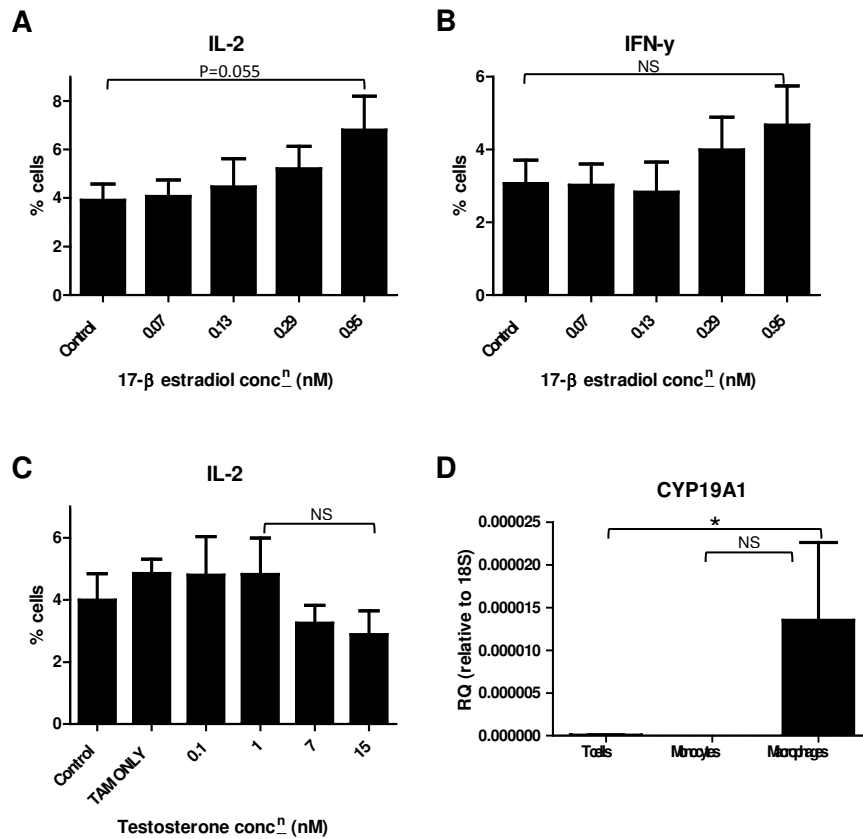 A
IL-2
P=0.055
8
6
4
2
0
% cells
Control
0.07
0.13
0.29
0.95
17-β estradiol concn (nM)
B
IFN-y
NS
6
4
2
0
% cells
Control
0.07
0.13
0.29
0.95
17-β estradiol concn (nM)
C
IL-2
NS
6
4
2
0
% cells
Control
TAM ONLY
0.1
1
7
15
Testosterone concn (nM)
D
CYP19A1
*
NS
0.000025
0.000020
0.000015
0.000010
0.000005
0.000000
RQ (relative to 18S)
Tcells
Monocytes
Macrophages